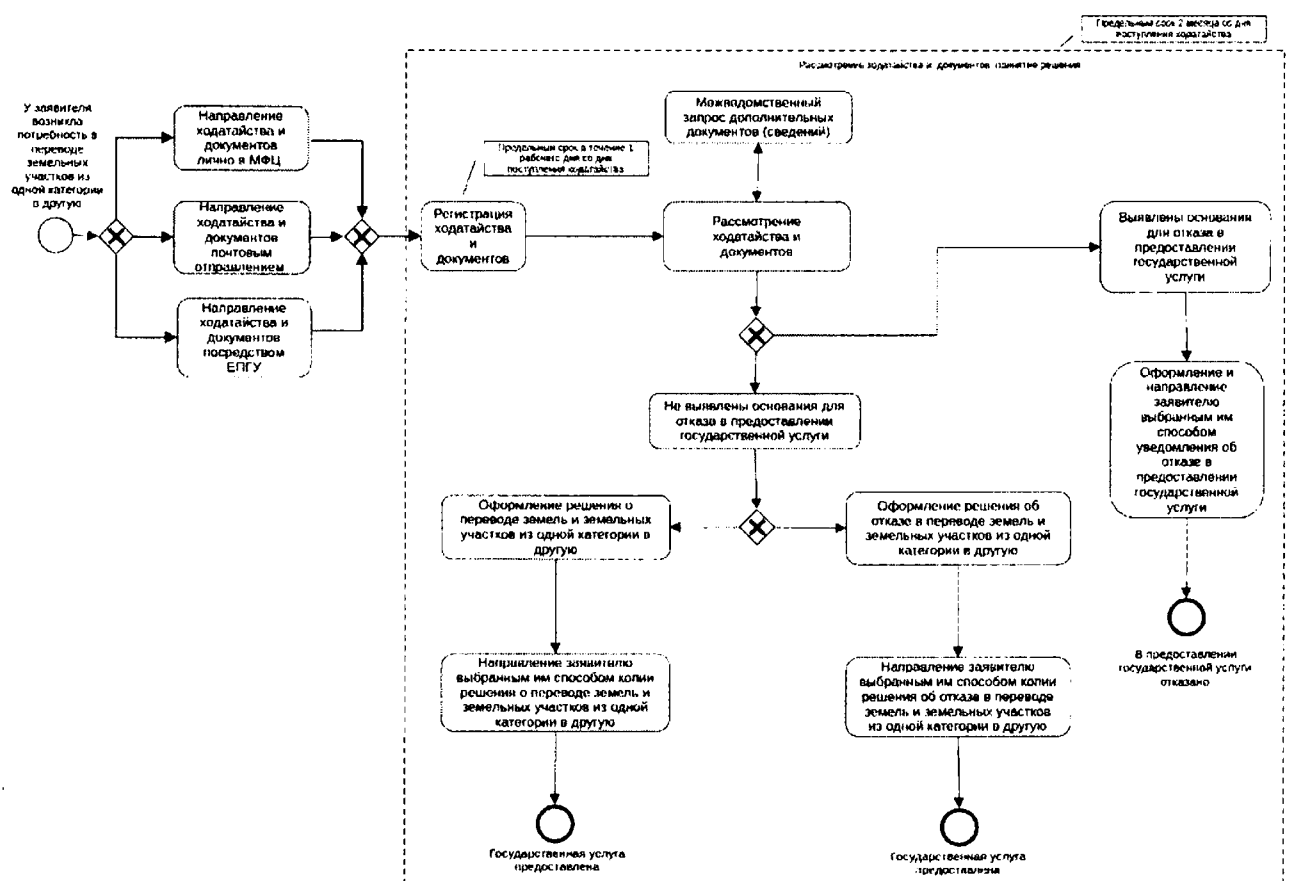 Предельный срок 2 месяца со дня
поступления ходатайства
Рассмотрение ходатайства и документов, принятие решения
У заявителя
возникла
потребность в
переводе
земельных
участков из
одной категории
в другую
Направление
ходатайства и
документов
лично в МФЦ
Направление
ходатайства и
документов
почтовым
отправлением
Направление
ходатайства и
документов
посредством
ЕПГУ
Предельный срок в течение 1
рабочего дня со дня
поступления ходатайства
Регистрация
ходатайства
и
документов
Межведомственный
запрос дополнительных
документов (сведений)
Рассмотрение
ходатайства и
документов
Выявлены основания
для отказа в
предоставлении
государственной
услуги
Не выявлены основания для
отказа в предоставлении
государственной услуги
Оформление и
направление
заявителю
выбранным им
способом
уведомления об
отказе в
предоставлении
государственной
услуги
Оформление решения о
переводе земель и земельных
участков из одной категории в
другую
Оформление решения об
отказе в переводе земель и
земельных участков из одной
категории в другую
В предоставлении
государственной услуги
отказано
Направление заявителю
выбранным им способом копии
решения о переводе земель и
земельных участков из одной
категории в другую
Направление заявителю
выбранным им способом копии
решения об отказе в переводе
земель и земельных участков
из одной категории в другую
Государственная услуга
предоставлена
Государственная услуга
предоставлена